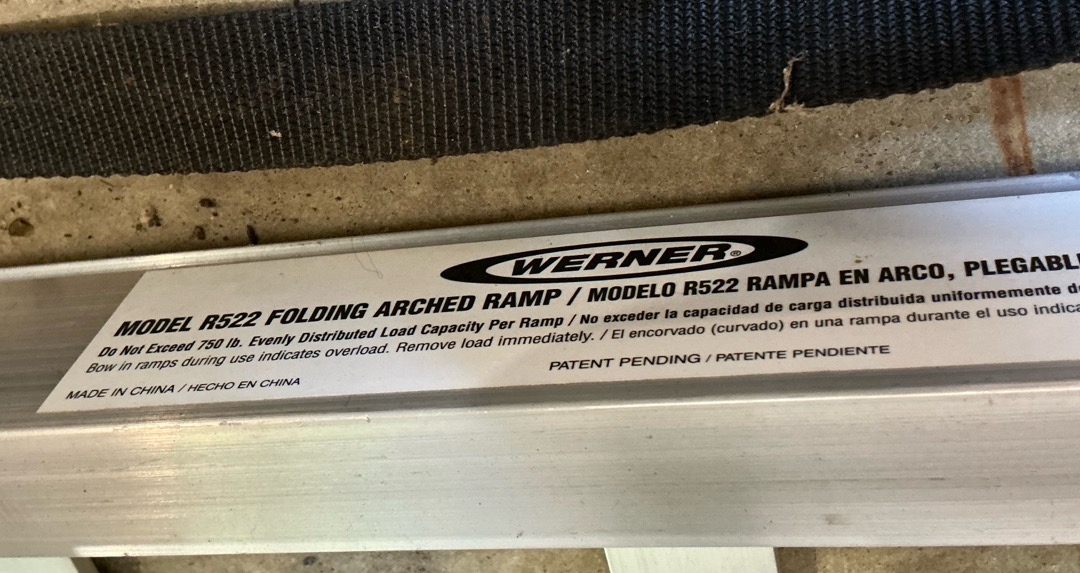 WERNER®
MODEL R522 FOLDING ARCHED RAMP / MODELO R522 RAMPA EN ARCO, PLEGABL
Do Not Exceed 750 lb. Evenly Distributed Load Capacity Per Ramp / No exceder la capacidad de carga distribuida uniformemente d
Bow in ramps during use indicates overload. Remove load immediately. / El encorvado (curvado) en una rampa durante el uso indica
PATENT PENDING / PATENTE PENDIENTE
MADE IN CHINA / HECHO EN CHINA